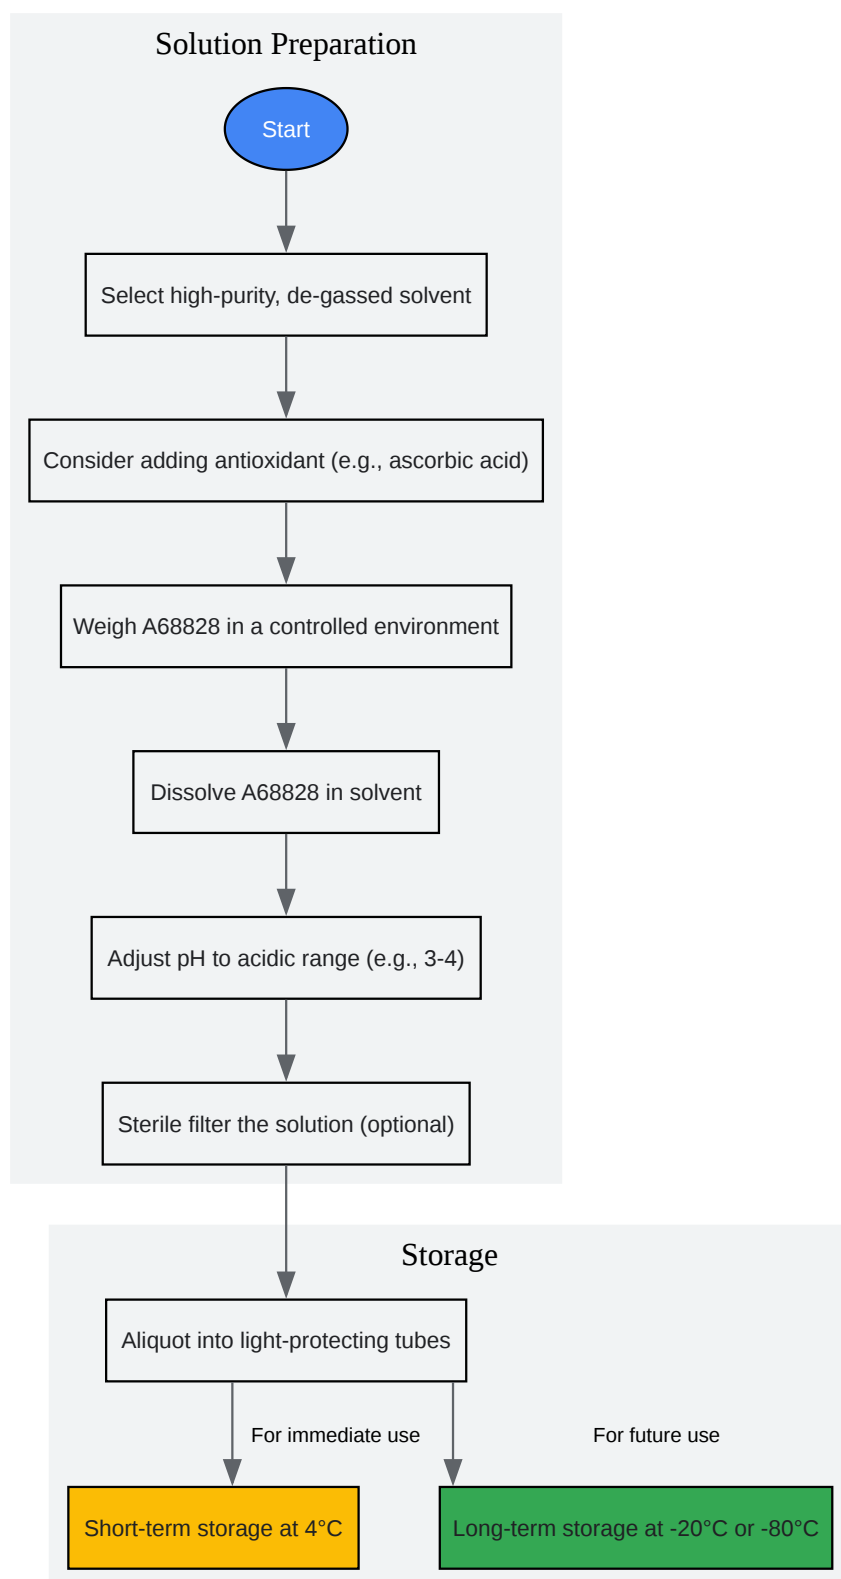 Solution Preparation
Start
Select high-purity, de-gassed solvent
Consider adding antioxidant (e.g., ascorbic acid)
Weigh A68828 in a controlled environment
Dissolve A68828 in solvent
Adjust pH to acidic range (e.g., 3-4)
Sterile filter the solution (optional)
Storage
Aliquot into light-protecting tubes
For immediate use
For future use
Short-term storage at 4°C
Long-term storage at -20°C or -80°C